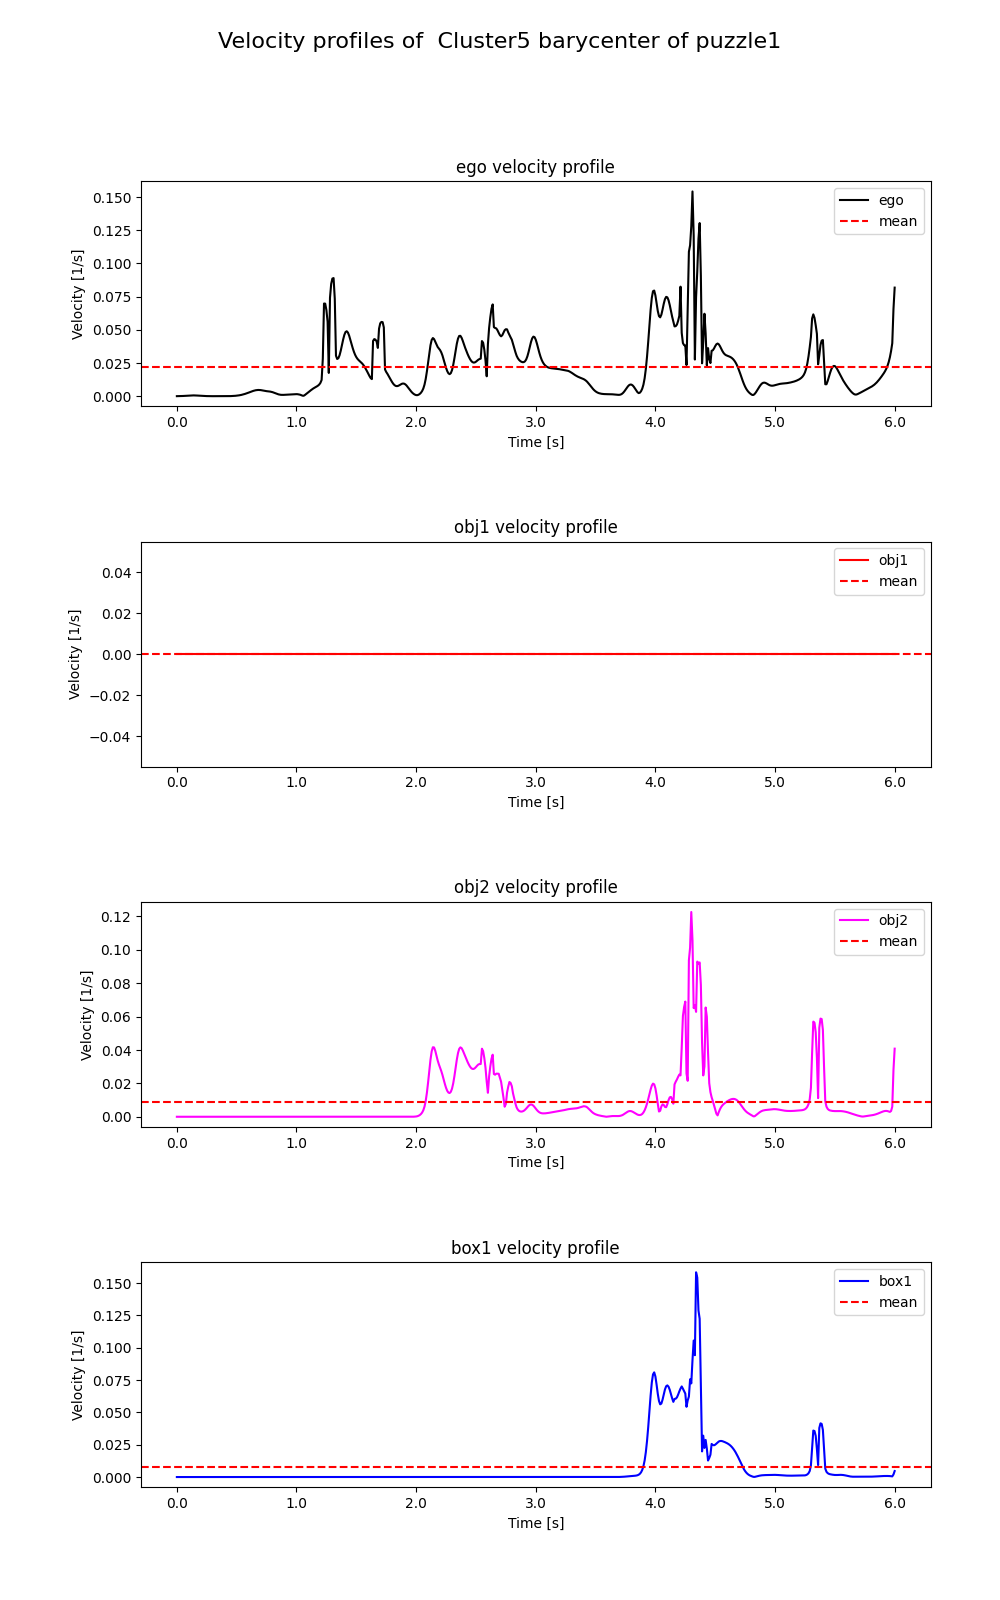 Velocity profiles of  Cluster5 barycenter of puzzle1
ego velocity profile
0.150
0.125
0.100
0.075
0.050
0.025
0.000
Velocity [1/s]
ego
mean
0.0 1.0 2.0 3.0 4.0 5.0 6.0
Time [s]
obj1 velocity profile
0.04
0.02
0.00
−0.02
−0.04
Velocity [1/s]
obj1
mean
0.0 1.0 2.0 3.0 4.0 5.0 6.0
Time [s]
obj2 velocity profile
0.12
0.10
0.08
0.06
0.04
0.02
0.00
Velocity [1/s]
obj2
mean
0.0 1.0 2.0 3.0 4.0 5.0 6.0
Time [s]
box1 velocity profile
0.150
0.125
0.100
0.075
0.050
0.025
0.000
Velocity [1/s]
box1
mean
0.0 1.0 2.0 3.0 4.0 5.0 6.0
Time [s]